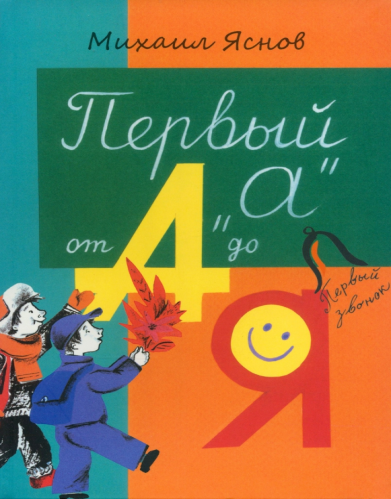 Михаил Яснов
Первый
"а"
от А до
Я
Первый
звонок